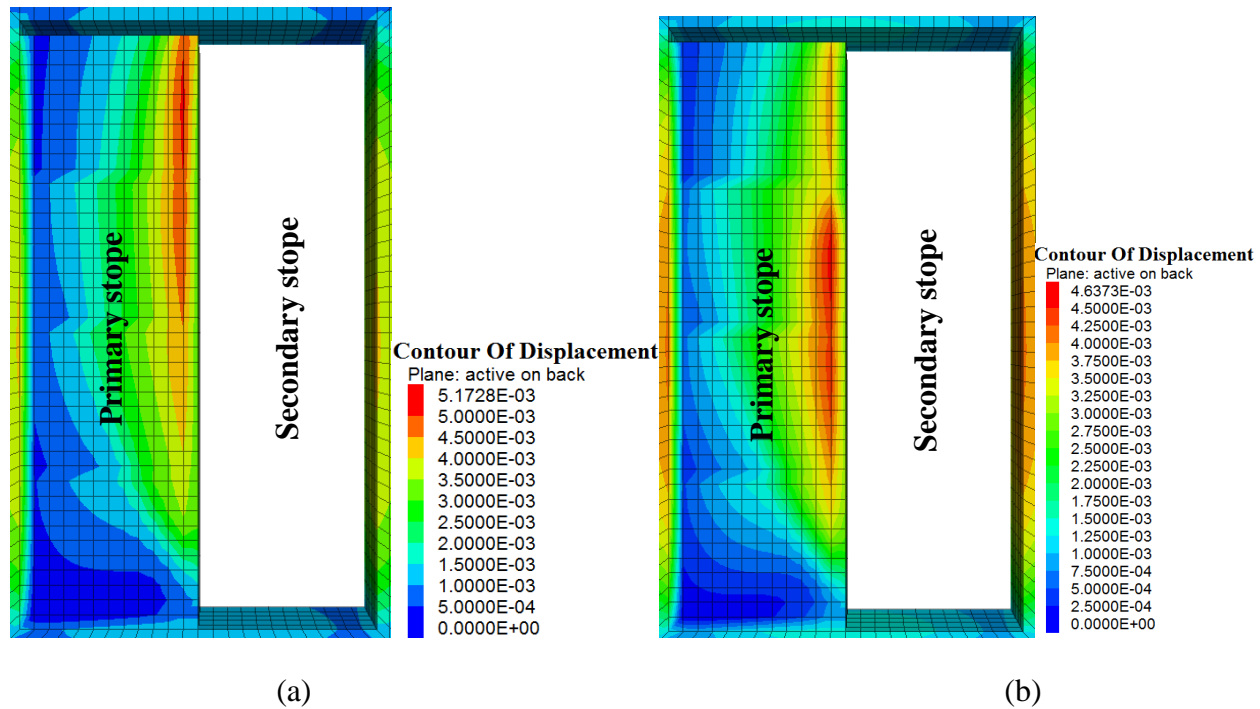 Primary stope
Secondary stope
Contour Of Displacement
Plane: active on back
5.1728E-03
5.0000E-03
4.5000E-03
4.0000E-03
3.5000E-03
3.0000E-03
2.5000E-03
2.0000E-03
1.5000E-03
1.0000E-03
5.0000E-04
0.0000E+00
(a)
Primary stope
Secondary stope
Contour Of Displacement
Plane: active on back
4.6373E-03
4.5000E-03
4.2500E-03
4.0000E-03
3.7500E-03
3.5000E-03
3.2500E-03
3.0000E-03
2.7500E-03
2.5000E-03
2.2500E-03
2.0000E-03
1.7500E-03
1.5000E-03
1.2500E-03
1.0000E-03
7.5000E-04
5.0000E-04
2.5000E-04
0.0000E+00
(b)